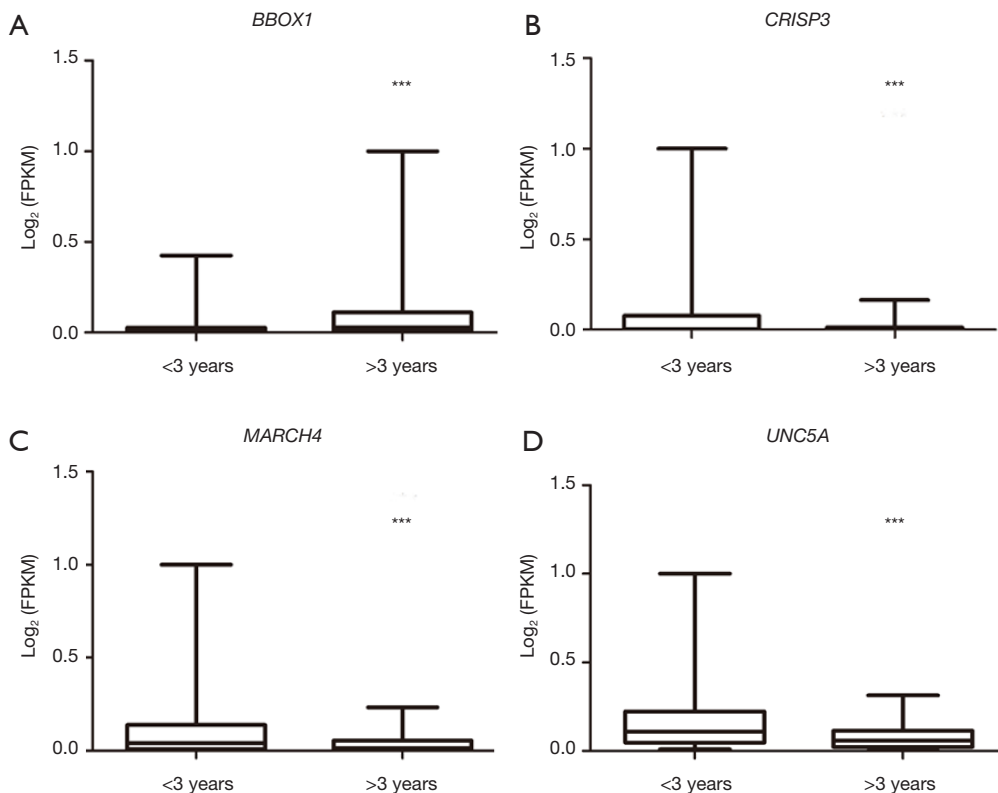 A
BBOX1
1.5
***
1.0
Log₂ (FPKM)
0.5
0.0
<3 years
>3 years
B
CRISP3
1.5
***
1.0
Log₂ (FPKM)
0.5
0.0
<3 years
>3 years
C
MARCH4
1.5
***
1.0
Log₂ (FPKM)
0.5
0.0
<3 years
>3 years
D
UNC5A
1.5
***
1.0
Log₂ (FPKM)
0.5
0.0
<3 years
>3 years